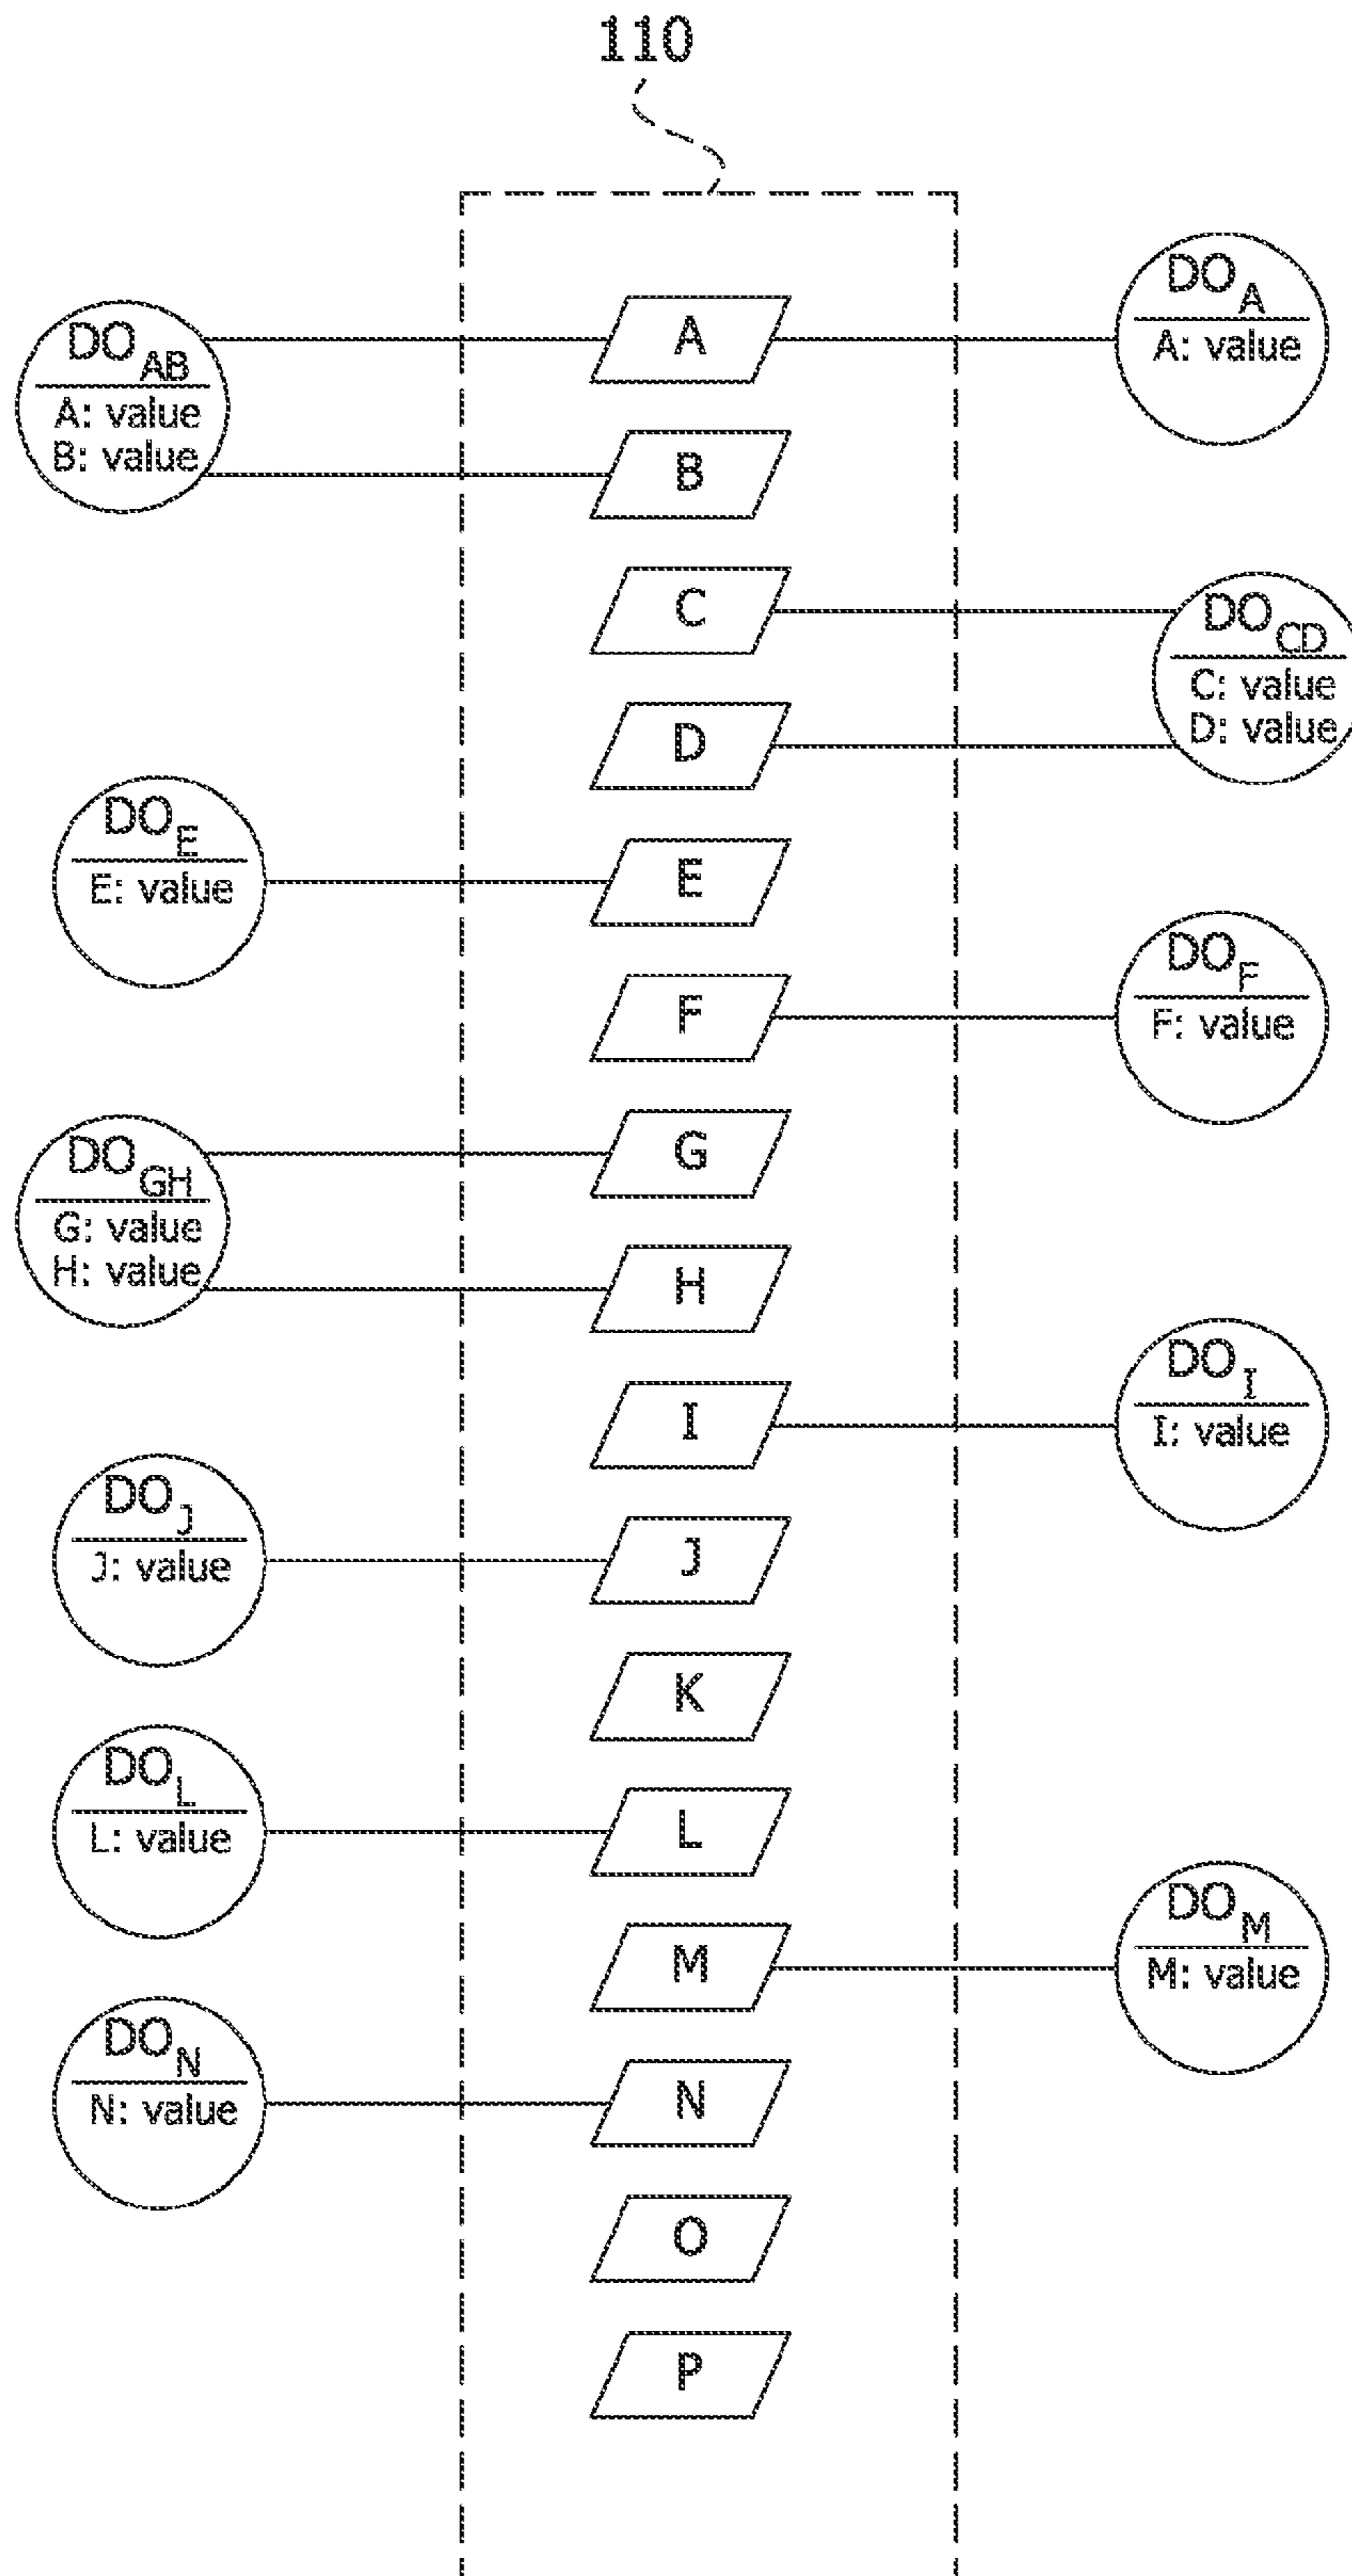 110
DO_AB
A: value
B: value
A
DO_A
A: value
B
C
DO_CD
C: value
D: value
D
DO_E
E: value
E
F
DO_F
F: value
DO_GH
G: value
H: value
G
H
I
DO_I
I: value
DO_J
J: value
J
K
DO_L
L: value
L
M
DO_M
M: value
DO_N
N: value
N
O
P